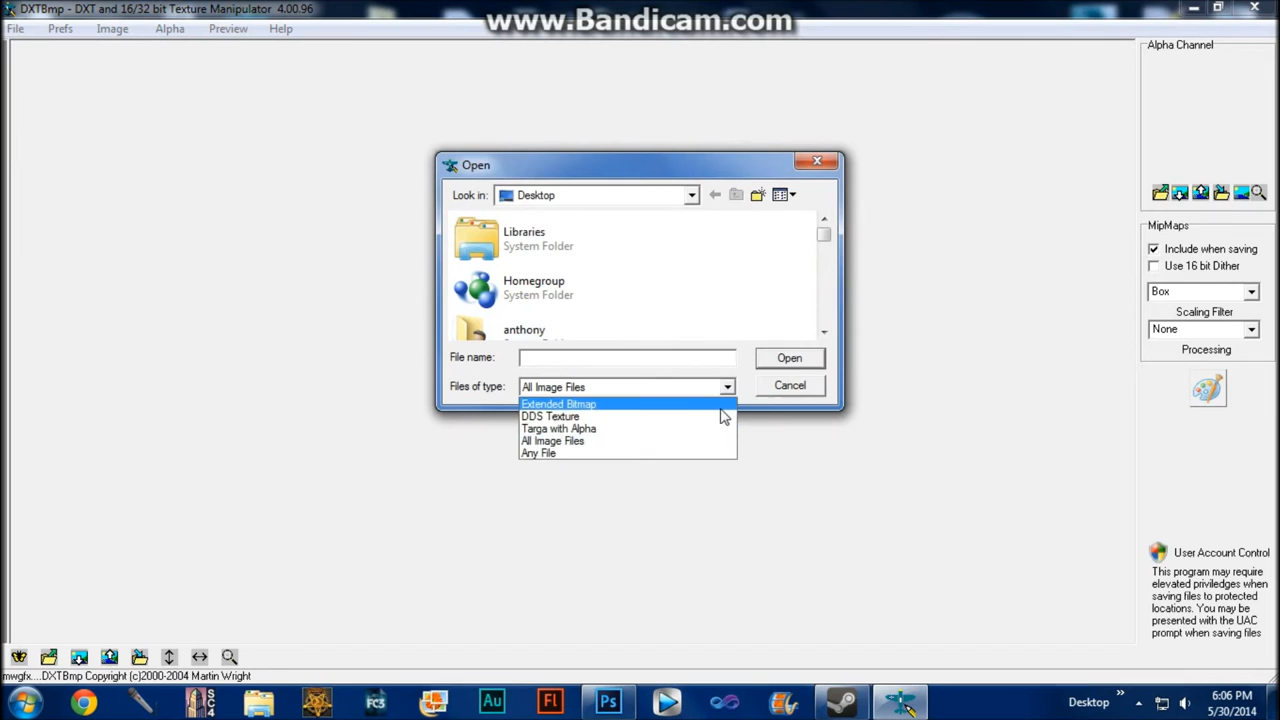 DXTBmp - DXT and 16/32 bit Texture Manipulator 4.00.96
www.Bandicam.com
File Prefs Image Alpha Preview Help
Alpha Channel
Open
Look in: Desktop
Libraries
System Folder
Homegroup
System Folder
anthony
File name:
Open
Files of type: All Image Files
Cancel
Extended Bitmap
DDS Texture
Targa with Alpha
All Image Files
Any File
MipMaps
Include when saving
Use 16 bit Dither
Box
Scaling Filter
None
Processing
User Account Control
This program may require
elevated priviledges when
saving files to protected
locations. You may be
presented with the UAC
prompt when saving files
mwgfx....DXTBmp Copyright (c)2000-2004 Martin Wright
S
C
4
FC3
Au
Fl
Ps
Desktop
6:06 PM
5/30/2014